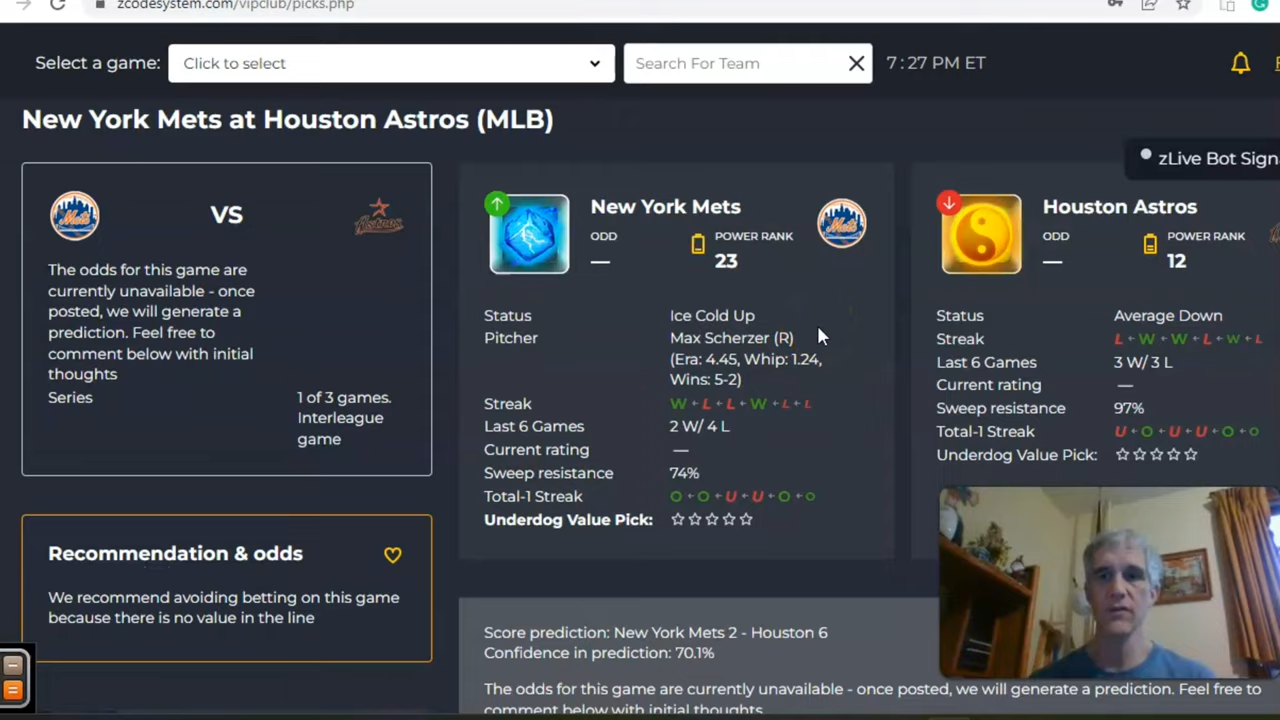 zcodesystem.com/vipclub/picks.php
Select a game: Click to select Search For Team 7:27 PM ET
New York Mets at Houston Astros (MLB)
zLive Bot Sign
Mets VS Astros
The odds for this game are
currently unavailable - once
posted, we will generate a
prediction. Feel free to
comment below with initial
thoughts
Series 1 of 3 games.
Interleague
game
Recommendation & odds
We recommend avoiding betting on this game
because there is no value in the line
New York Mets
Mets
ODD POWER RANK
— 23
Status Ice Cold Up
Pitcher Max Scherzer (R)
(Era: 4.45, Whip: 1.24,
Wins: 5-2)
Streak W L L W L L
Last 6 Games 2 W/ 4 L
Current rating —
Sweep resistance 74%
Total-1 Streak O O U U O O
Underdog Value Pick:
Houston Astros
ODD POWER RANK
— 12
Status Average Down
Streak L W W L W L
Last 6 Games 3 W/ 3 L
Current rating —
Sweep resistance 97%
Total-1 Streak U O U U O O
Underdog Value Pick:
Score prediction: New York Mets 2 - Houston 6
Confidence in prediction: 70.1%
The odds for this game are currently unavailable - once posted, we will generate a prediction. Feel free to
comment below with initial thoughts